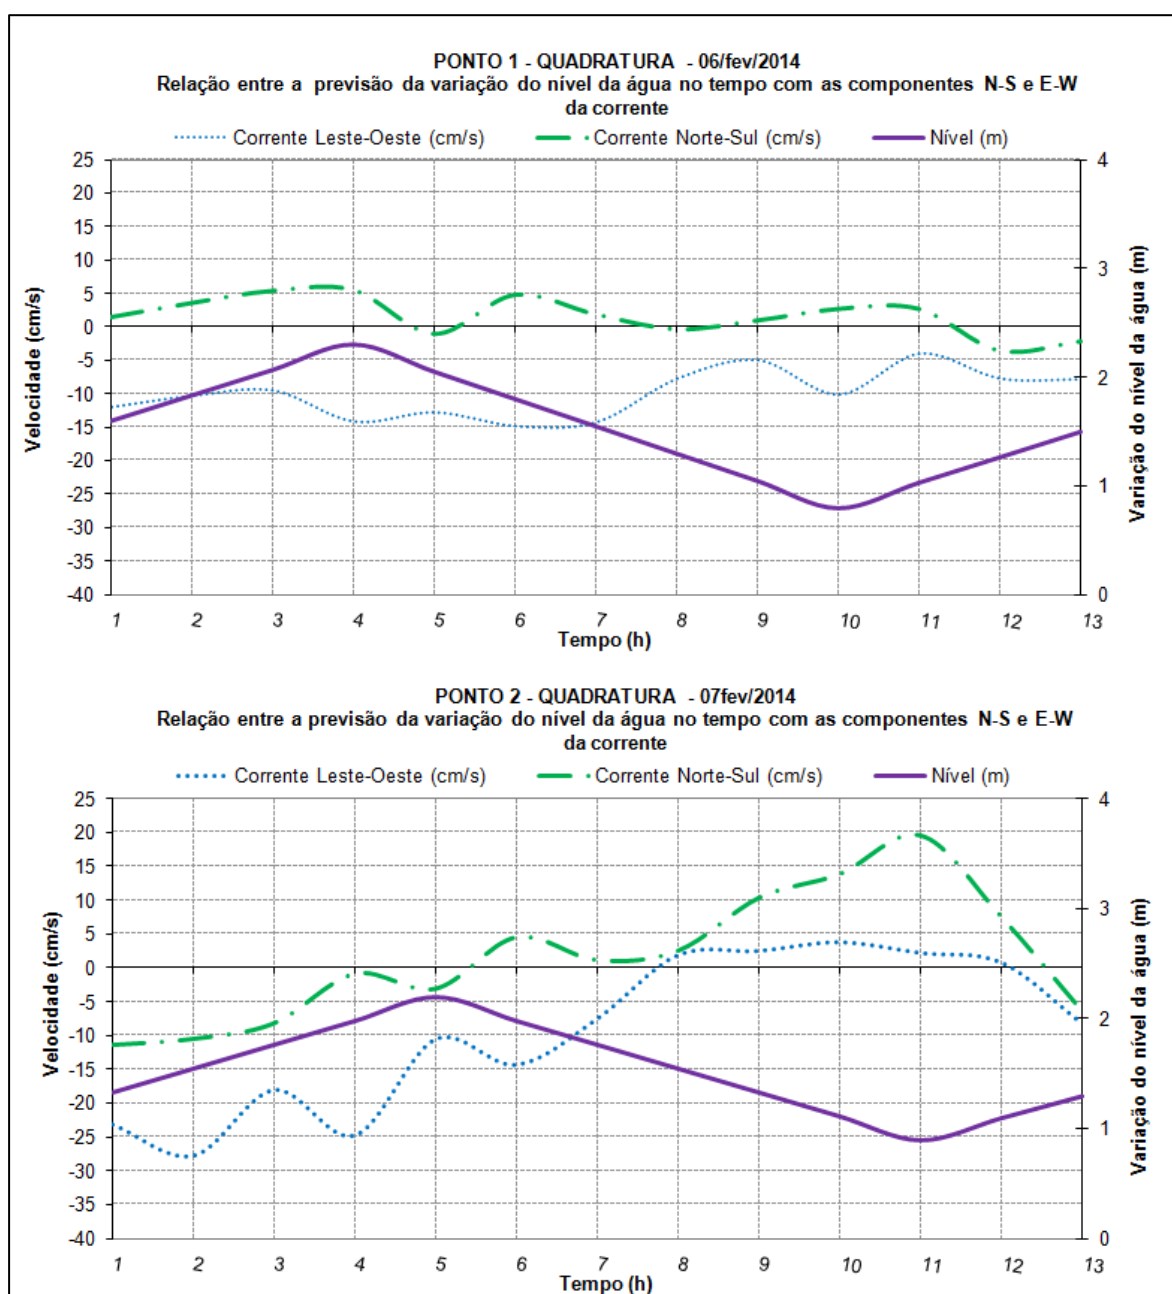 PONTO 1 - QUADRATURA - 06/fev/2014
Relação entre a previsão da variação do nível da água no tempo com as componentes N-S e E-W
da corrente
Corrente Leste-Oeste (cm/s) Corrente Norte-Sul (cm/s) Nível (m)
25
20
15
10
5
0
-5
-10
-15
-20
-25
-30
-35
-40
Velocidade (cm/s)
4
3
2
1
0
Variação do nível da água (m)
1 2 3 4 5 6 7 8 9 10 11 12 13
Tempo (h)
PONTO 2 - QUADRATURA - 07fev/2014
Relação entre a previsão da variação do nível da água no tempo com as componentes N-S e E-W
da corrente
Corrente Leste-Oeste (cm/s) Corrente Norte-Sul (cm/s) Nível (m)
25
20
15
10
5
0
-5
-10
-15
-20
-25
-30
-35
-40
Velocidade (cm/s)
4
3
2
1
0
Variação do nível da água (m)
1 2 3 4 5 6 7 8 9 10 11 12 13
Tempo (h)